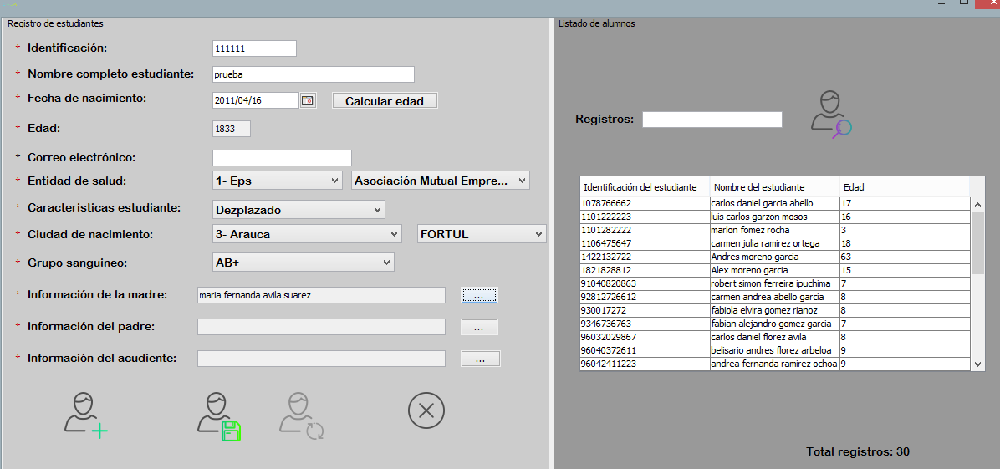 Registro de estudiantes
* Identificación: 111111
* Nombre completo estudiante: prueba
* Fecha de nacimiento: 2011/04/16 Calcular edad
* Edad: 1833
* Correo electrónico:
* Entidad de salud: 1- Eps Asociación Mutual Empre...
* Caracteristicas estudiante: Dezplazado
* Ciudad de nacimiento: 3- Arauca FORTUL
* Grupo sanguineo: AB+
* Información de la madre: maria fernanda avila suarez ...
* Información del padre: ...
* Información del acudiente: ...
Listado de alumnos
Registros:
Identificación del estudiante Nombre del estudiante Edad
1078766662 carlos daniel garcia abello 17
1101222223 luis carlos garzon mosos 16
1101282222 marlon fomez rocha 3
1106475647 carmen julia ramirez ortega 18
1422132722 Andres moreno garcia 63
1821828812 Alex moreno garcia 15
91040820863 robert simon ferreira ipuchima 7
92812726612 carmen andrea abello garcia 8
930017272 fabiola elvira gomez rianoz 8
9346736763 fabian alejandro gomez garcia 7
96032029867 carlos daniel florez avila 8
96040372611 belisario andres florez arbeloa 9
96042411223 andrea fernanda ramirez ochoa 9
Total registros: 30